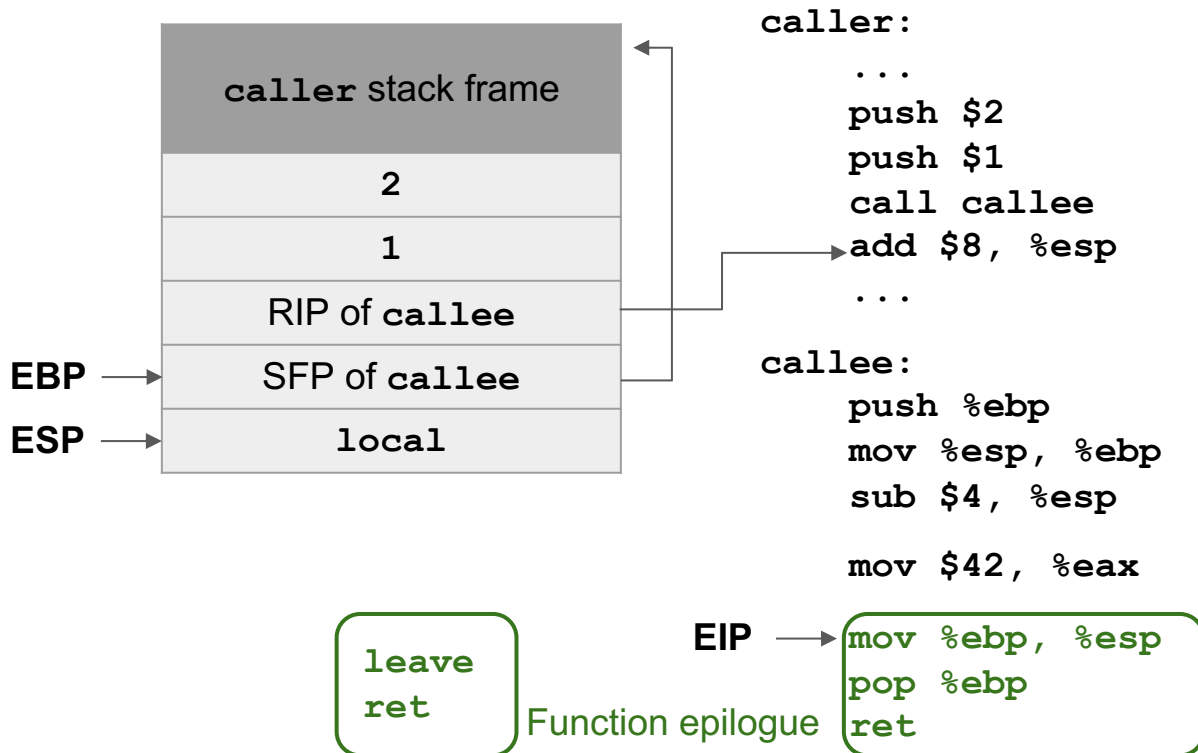 caller stack frame
2
1
RIP of callee
EBP
SFP of callee
ESP
local
caller:
...
push $2
push $1
call callee
add $8, %esp
...
callee:
push %ebp
mov %esp, %ebp
sub $4, %esp
mov $42, %eax
EIP
mov %ebp, %esp
pop %ebp
ret
leave
ret
Function epilogue